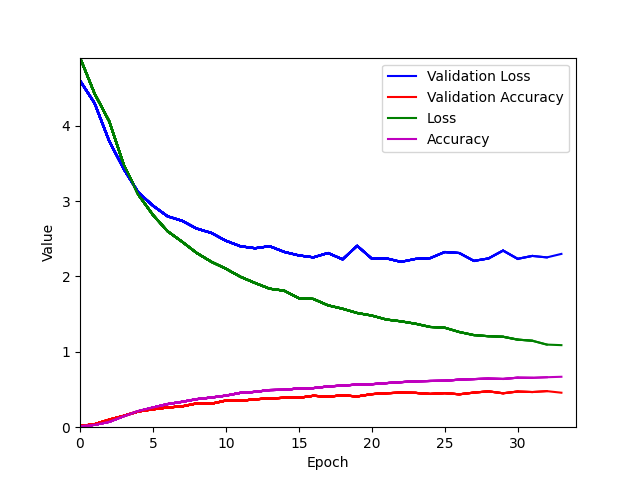 Validation Loss
Validation Accuracy
Loss
Accuracy
Value
4
3
2
1
0
0 5 10 15 20 25 30
Epoch